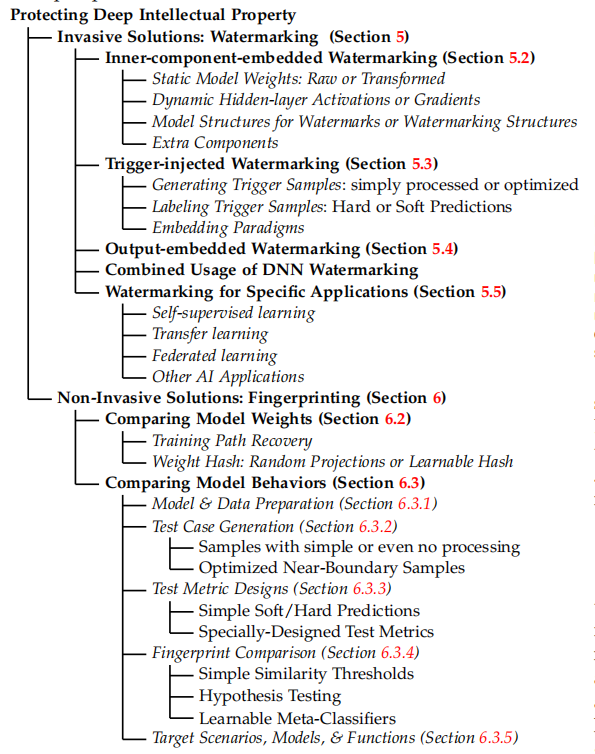 Protecting Deep Intellectual Property
Invasive Solutions: Watermarking (Section 5)
Inner-component-embedded Watermarking (Section 5.2)
Static Model Weights: Raw or Transformed
Dynamic Hidden-layer Activations or Gradients
Model Structures for Watermarks or Watermarking Structures
Extra Components
Trigger-injected Watermarking (Section 5.3)
Generating Trigger Samples: simply processed or optimized
Labeling Trigger Samples: Hard or Soft Predictions
Embedding Paradigms
Output-embedded Watermarking (Section 5.4)
Combined Usage of DNN Watermarking
Watermarking for Specific Applications (Section 5.5)
Self-supervised learning
Transfer learning
Federated learning
Other AI Applications
Non-Invasive Solutions: Fingerprinting (Section 6)
Comparing Model Weights (Section 6.2)
Training Path Recovery
Weight Hash: Random Projections or Learnable Hash
Comparing Model Behaviors (Section 6.3)
Model & Data Preparation (Section 6.3.1)
Test Case Generation (Section 6.3.2)
Samples with simple or even no processing
Optimized Near-Boundary Samples
Test Metric Designs (Section 6.3.3)
Simple Soft/Hard Predictions
Specially-Designed Test Metrics
Fingerprint Comparison (Section 6.3.4)
Simple Similarity Thresholds
Hypothesis Testing
Learnable Meta-Classifiers
Target Scenarios, Models, & Functions (Section 6.3.5)